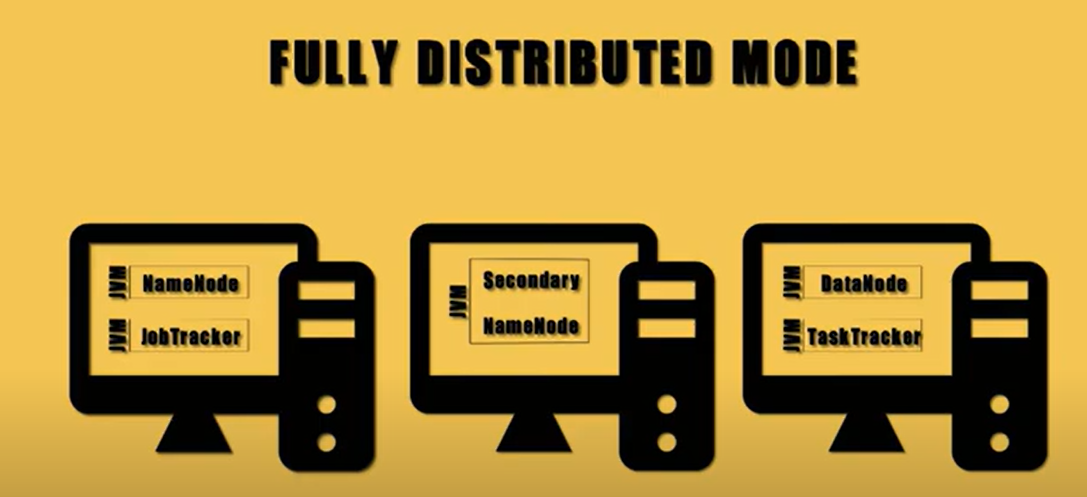 FULLY DISTRIBUTED MODE
JVM
NameNode
JVM
JobTracker
JVM
Secondary
NameNode
JVM
DataNode
JVM
TaskTracker